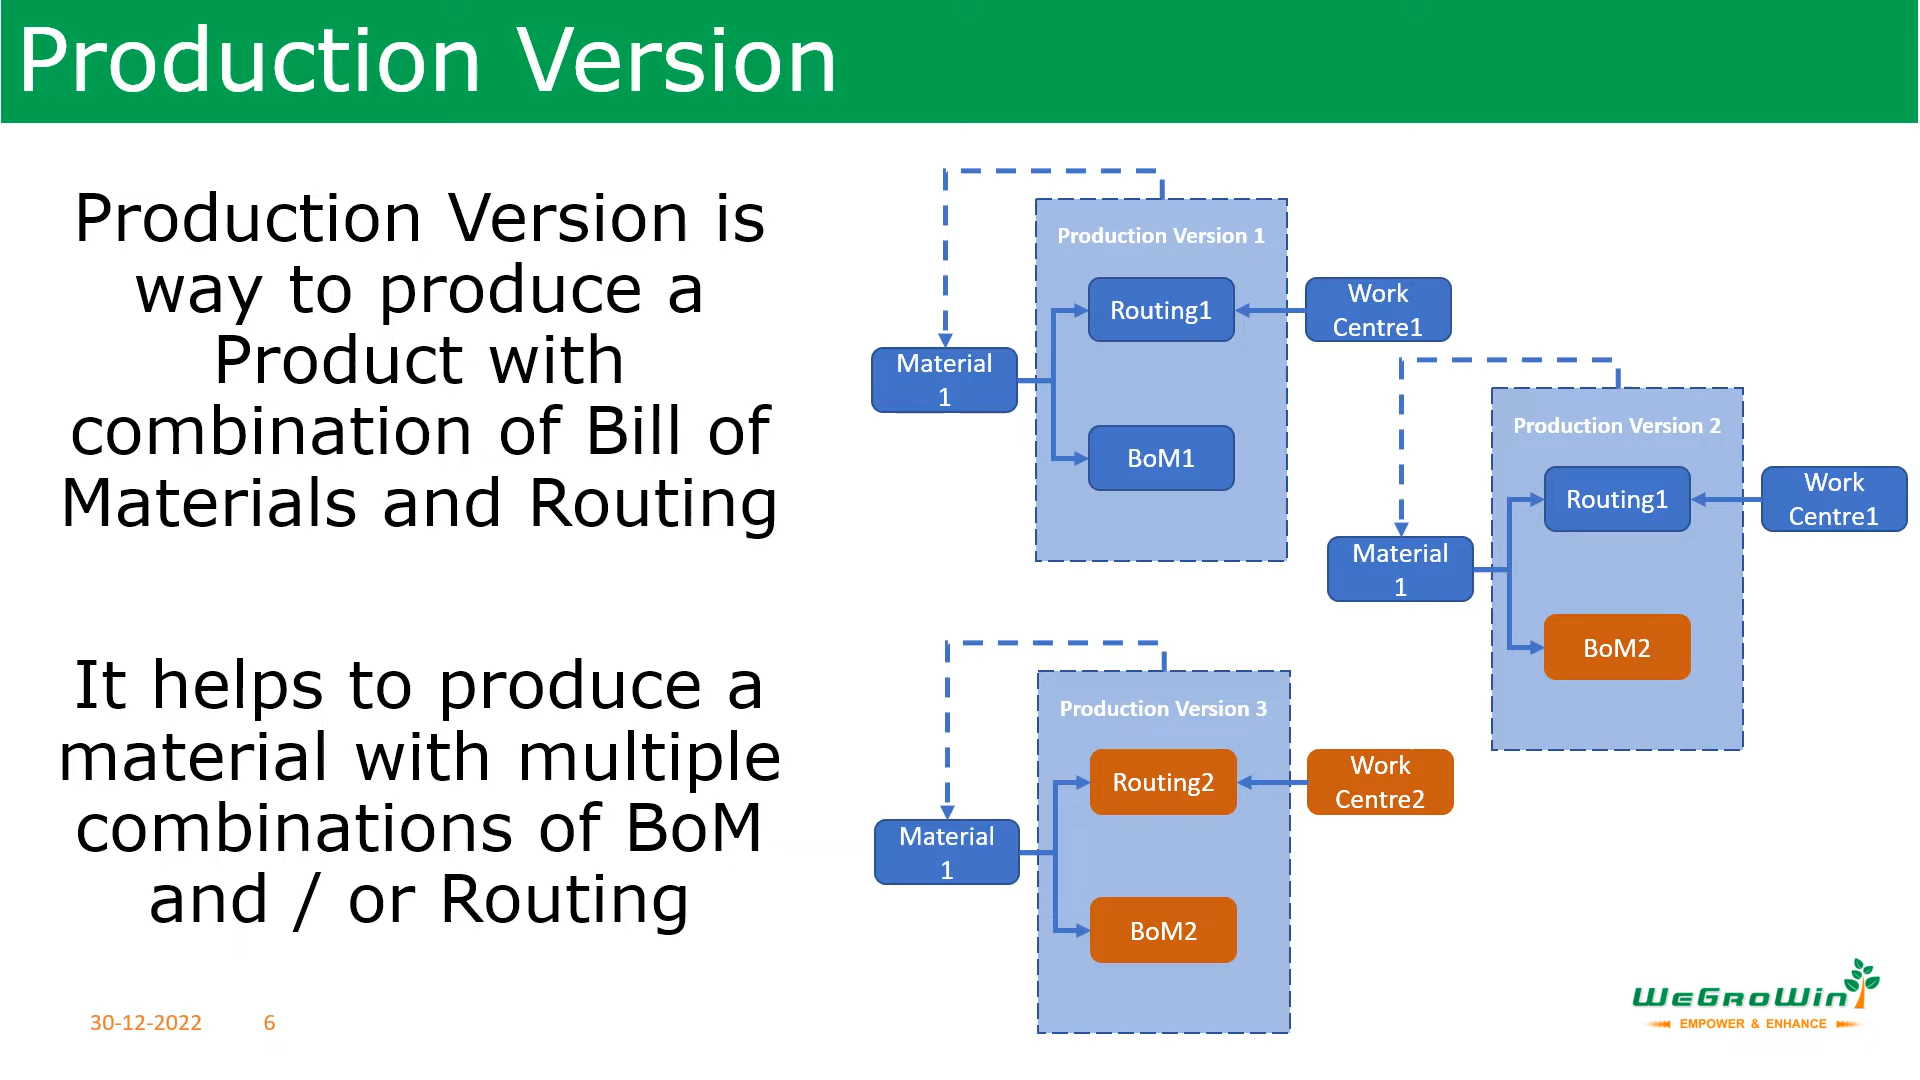 Production Version
Production Version is
way to produce a
Product with
combination of Bill of
Materials and Routing
It helps to produce a
material with multiple
combinations of BoM
and / or Routing
Production Version 1
Routing1
Work
Centre1
Material
1
BoM1
Production Version 2
Routing1
Work
Centre1
Material
1
BoM2
Production Version 3
Routing2
Work
Centre2
Material
1
BoM2
30-12-2022
6
WeGroWin
EMPOWER & ENHANCE